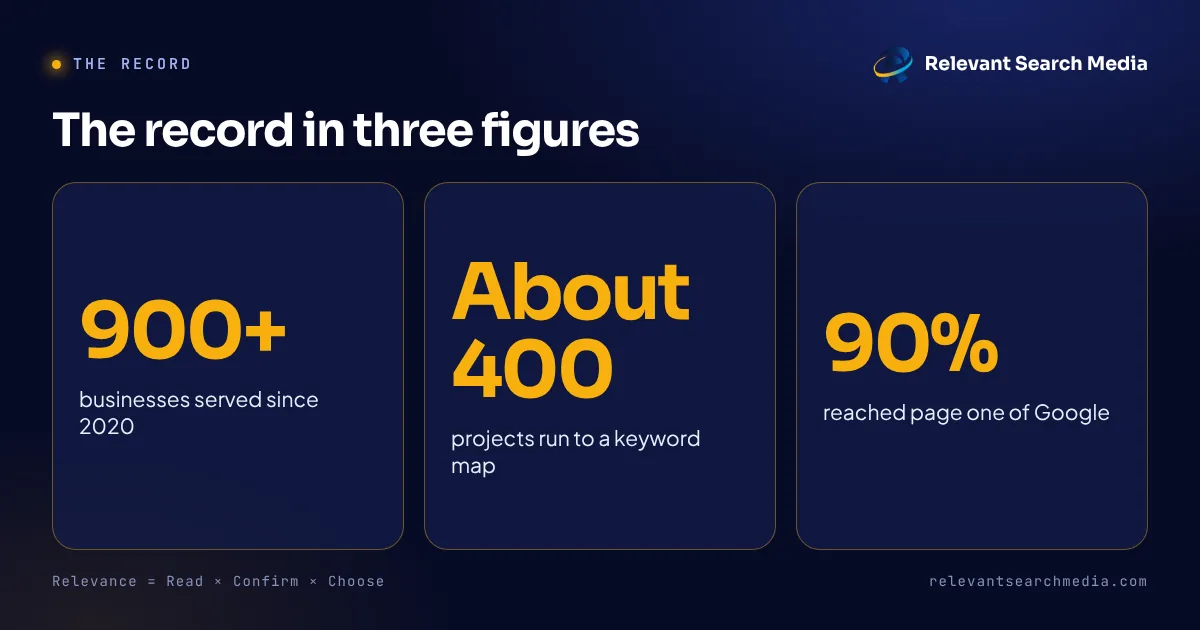 THE RECORD
Relevant Search Media
The record in three figures
900+
businesses served since
2020
About
400
projects run to a keyword
map
90%
reached page one of Google
Relevance = Read × Confirm × Choose
relevantsearchmedia.com